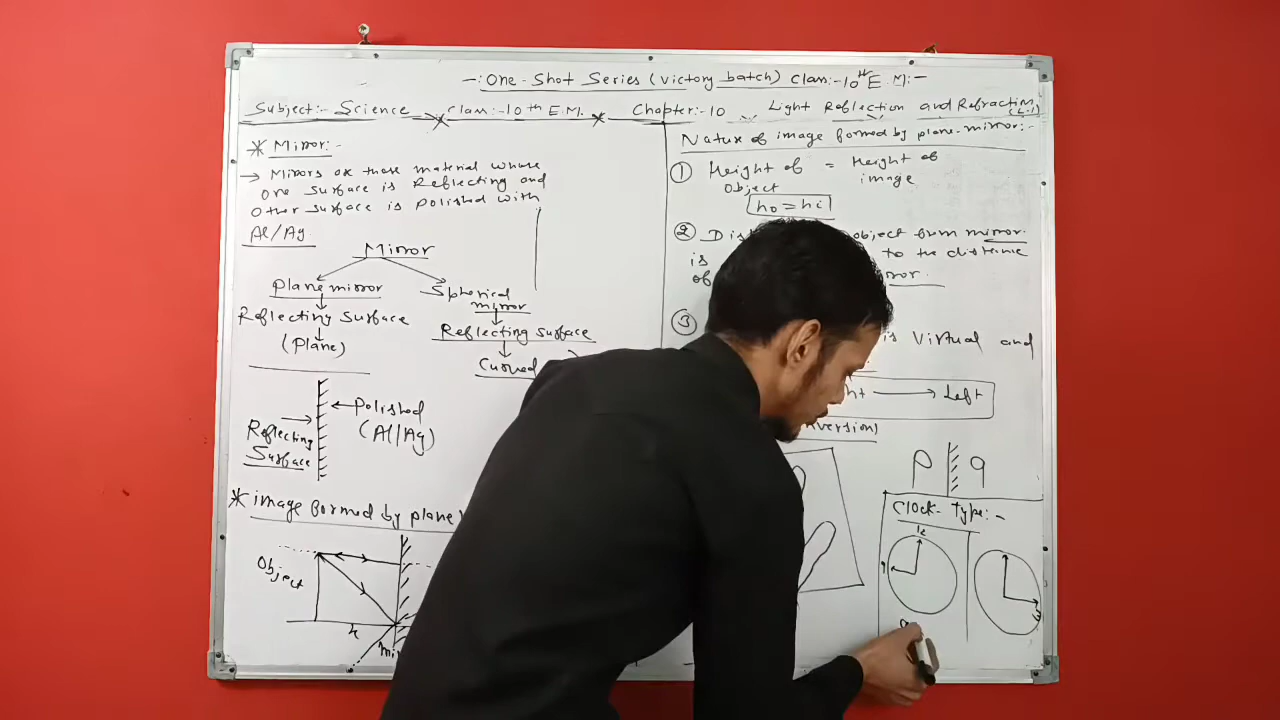 -: One-Shot Series (Victory batch) Class:-10th E.M:-
Subject:- Science Class:-10th E.M. Chapter:-10 Light Reflection and Refraction (L-1)
* Mirror:-
→ Mirrors are those material whose
one surface is Reflecting and
Other surface is polished with
Al/Ag
Mirror
Plane mirror
Reflecting surface
(Plane)
Spherical
mirror
Reflecting surface
Curved
Polished
(Al/Ag)
Reflecting
Surface
* image formed by plane
Object
Nature of image formed by plane-mirror:-
① Height of = Height of
Object image
ho = hi
② object from mirror
is to the distance
of
③
is Virtual and
→ Left
P q
Clock-Type:-
12
9
3